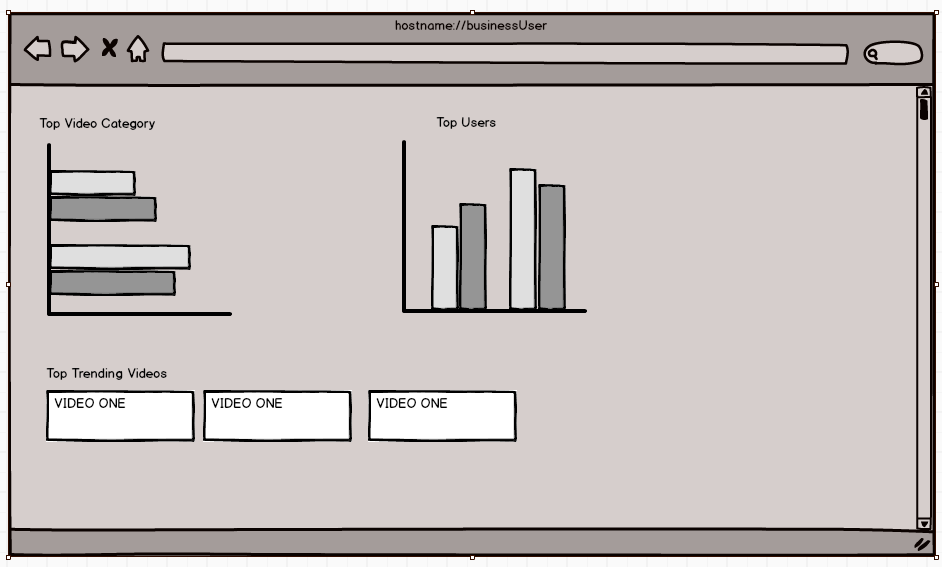 hostname://businessUser
Top Video Category
Top Users
Top Trending Videos
VIDEO ONE
VIDEO ONE
VIDEO ONE